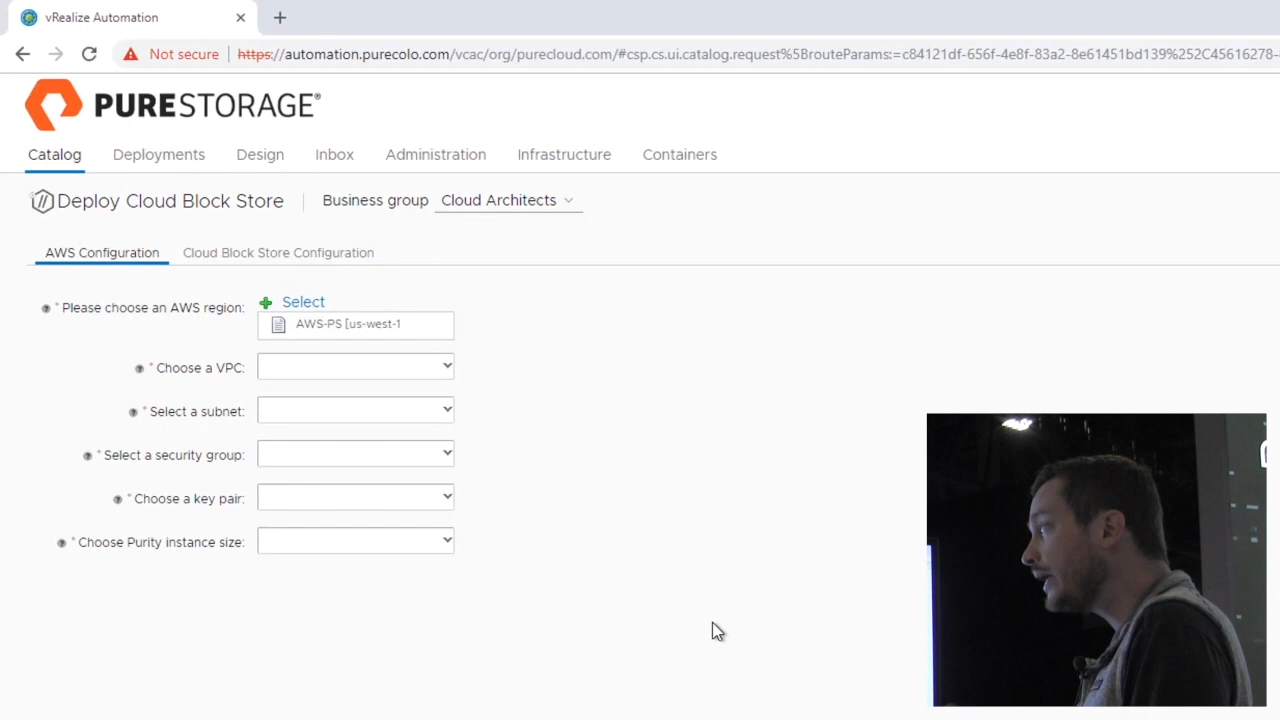 vRealize Automation
Not secure https://automation.purecolo.com/vcac/org/purecloud.com/#csp.cs.ui.catalog.request%5BrouteParams:=c84121df-656f-4e8f-83a2-8e61451bd139%252C45616278-
PURESTORAGE®
Catalog Deployments Design Inbox Administration Infrastructure Containers
Deploy Cloud Block Store Business group Cloud Architects
AWS Configuration Cloud Block Store Configuration
* Please choose an AWS region: Select
AWS-PS [us-west-1
* Choose a VPC:
* Select a subnet:
* Select a security group:
* Choose a key pair:
* Choose Purity instance size: